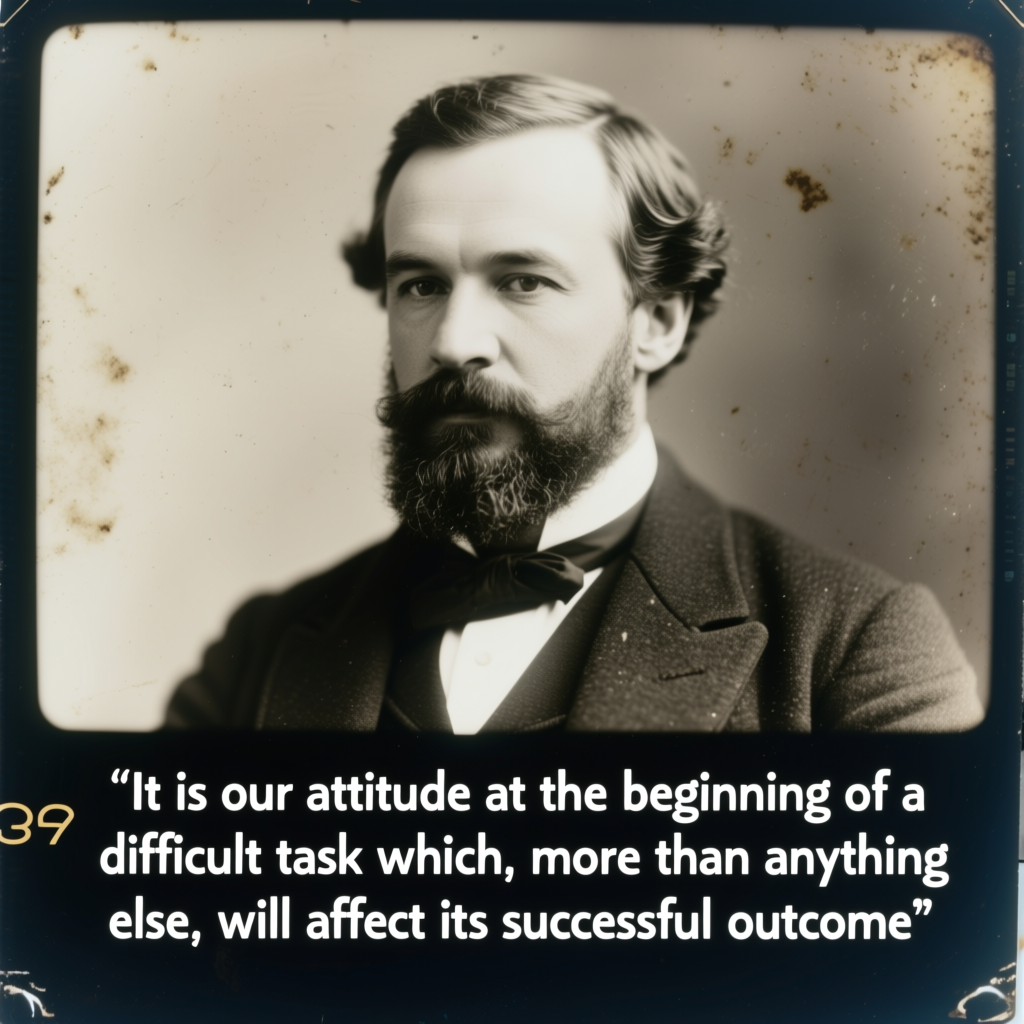 “It is our attitude at the beginning of a
39
difficult task which, more than anything
else, will affect its successful outcome”